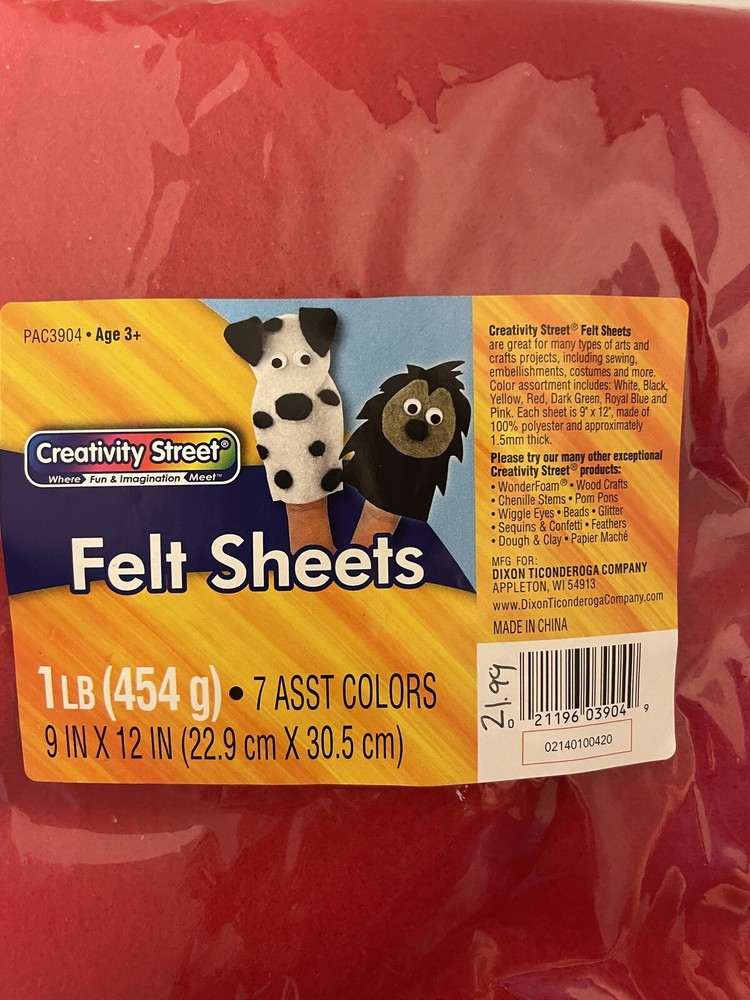 PAC3904 • Age 3+
Creativity Street®
Where Fun & Imagination Meet™
Felt Sheets
1 LB (454 g) • 7 ASST COLORS
9 IN X 12 IN (22.9 cm X 30.5 cm)
Creativity Street® Felt Sheets
are great for many types of arts and
crafts projects, including sewing,
embellishments, costumes and more.
Color assortment includes: White, Black,
Yellow, Red, Dark Green, Royal Blue and
Pink. Each sheet is 9" x 12", made of
100% polyester and approximately
1.5mm thick.
Please try our many other exceptional
Creativity Street® products:
• WonderFoam® • Wood Crafts
• Chenille Stems • Pom Pons
• Wiggle Eyes • Beads • Glitter
• Sequins & Confetti • Feathers
• Dough & Clay • Papier Maché
MFG FOR:
DIXON TICONDEROGA COMPANY
APPLETON, WI 54913
www.DixonTiconderogaCompany.com
MADE IN CHINA
21.99
0 21196 03904 9
02140100420